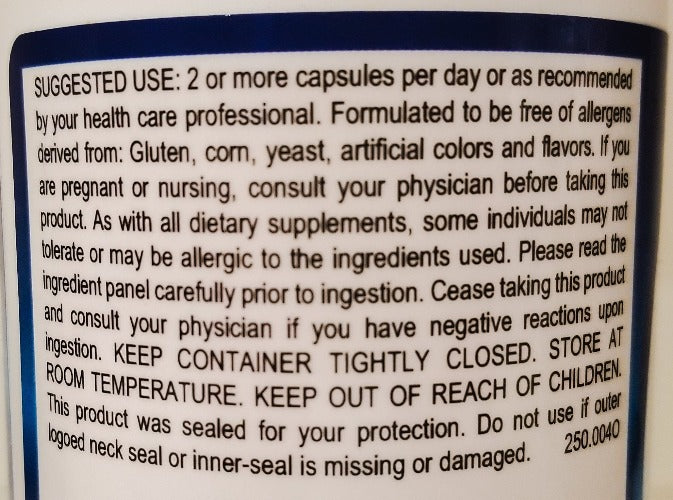 SUGGESTED USE: 2 or more capsules per day or as recommended
by your health care professional. Formulated to be free of allergens
derived from: Gluten, corn, yeast, artificial colors and flavors. If you
are pregnant or nursing, consult your physician before taking this
product. As with all dietary supplements, some individuals may not
tolerate or may be allergic to the ingredients used. Please read the
ingredient panel carefully prior to ingestion. Cease taking this product
and consult your physician if you have negative reactions upon
ingestion. KEEP CONTAINER TIGHTLY CLOSED. STORE AT
ROOM TEMPERATURE. KEEP OUT OF REACH OF CHILDREN.
This product was sealed for your protection. Do not use if outer
logoed neck seal or inner-seal is missing or damaged. 250.0040